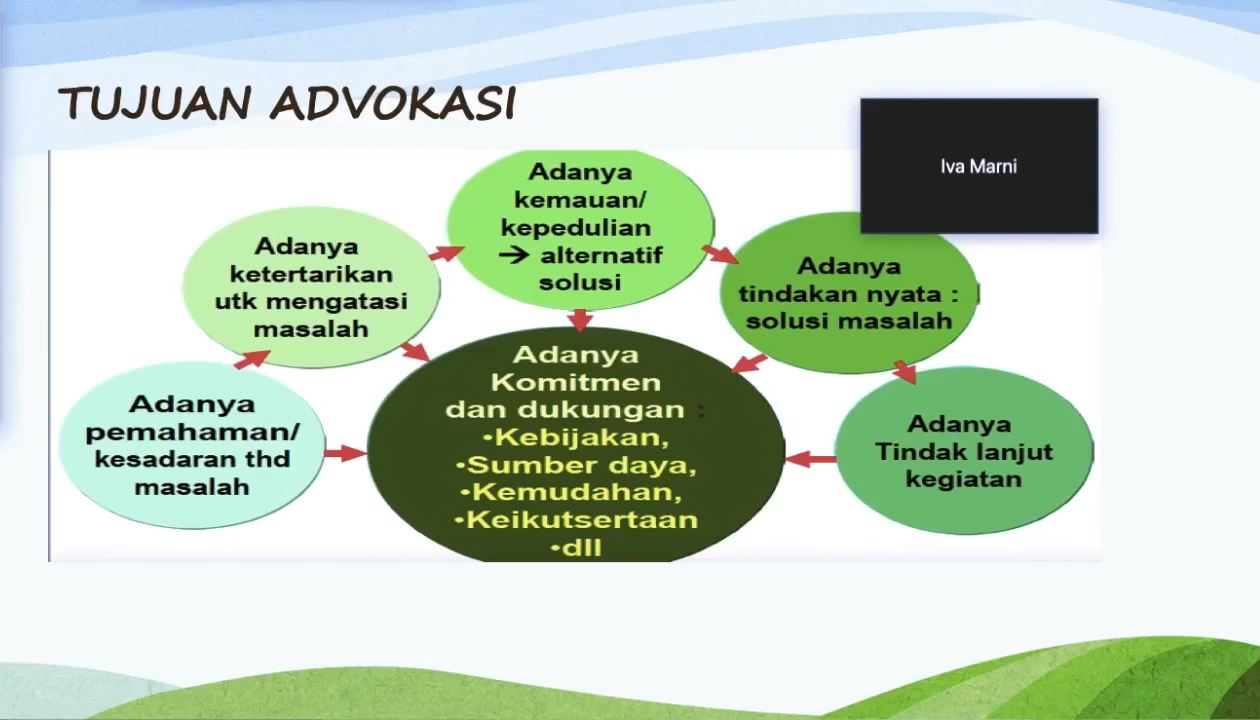 TUJUAN ADVOKASI
Iva Marni
Adanya
pemahaman/
kesadaran thd
masalah
Adanya
ketertarikan
utk mengatasi
masalah
Adanya
kemauan/
kepedulian
→ alternatif
solusi
Adanya
tindakan nyata :
solusi masalah
Adanya
Tindak lanjut
kegiatan
Adanya
Komitmen
dan dukungan :
•Kebijakan,
•Sumber daya,
•Kemudahan,
•Keikutsertaan
•dll